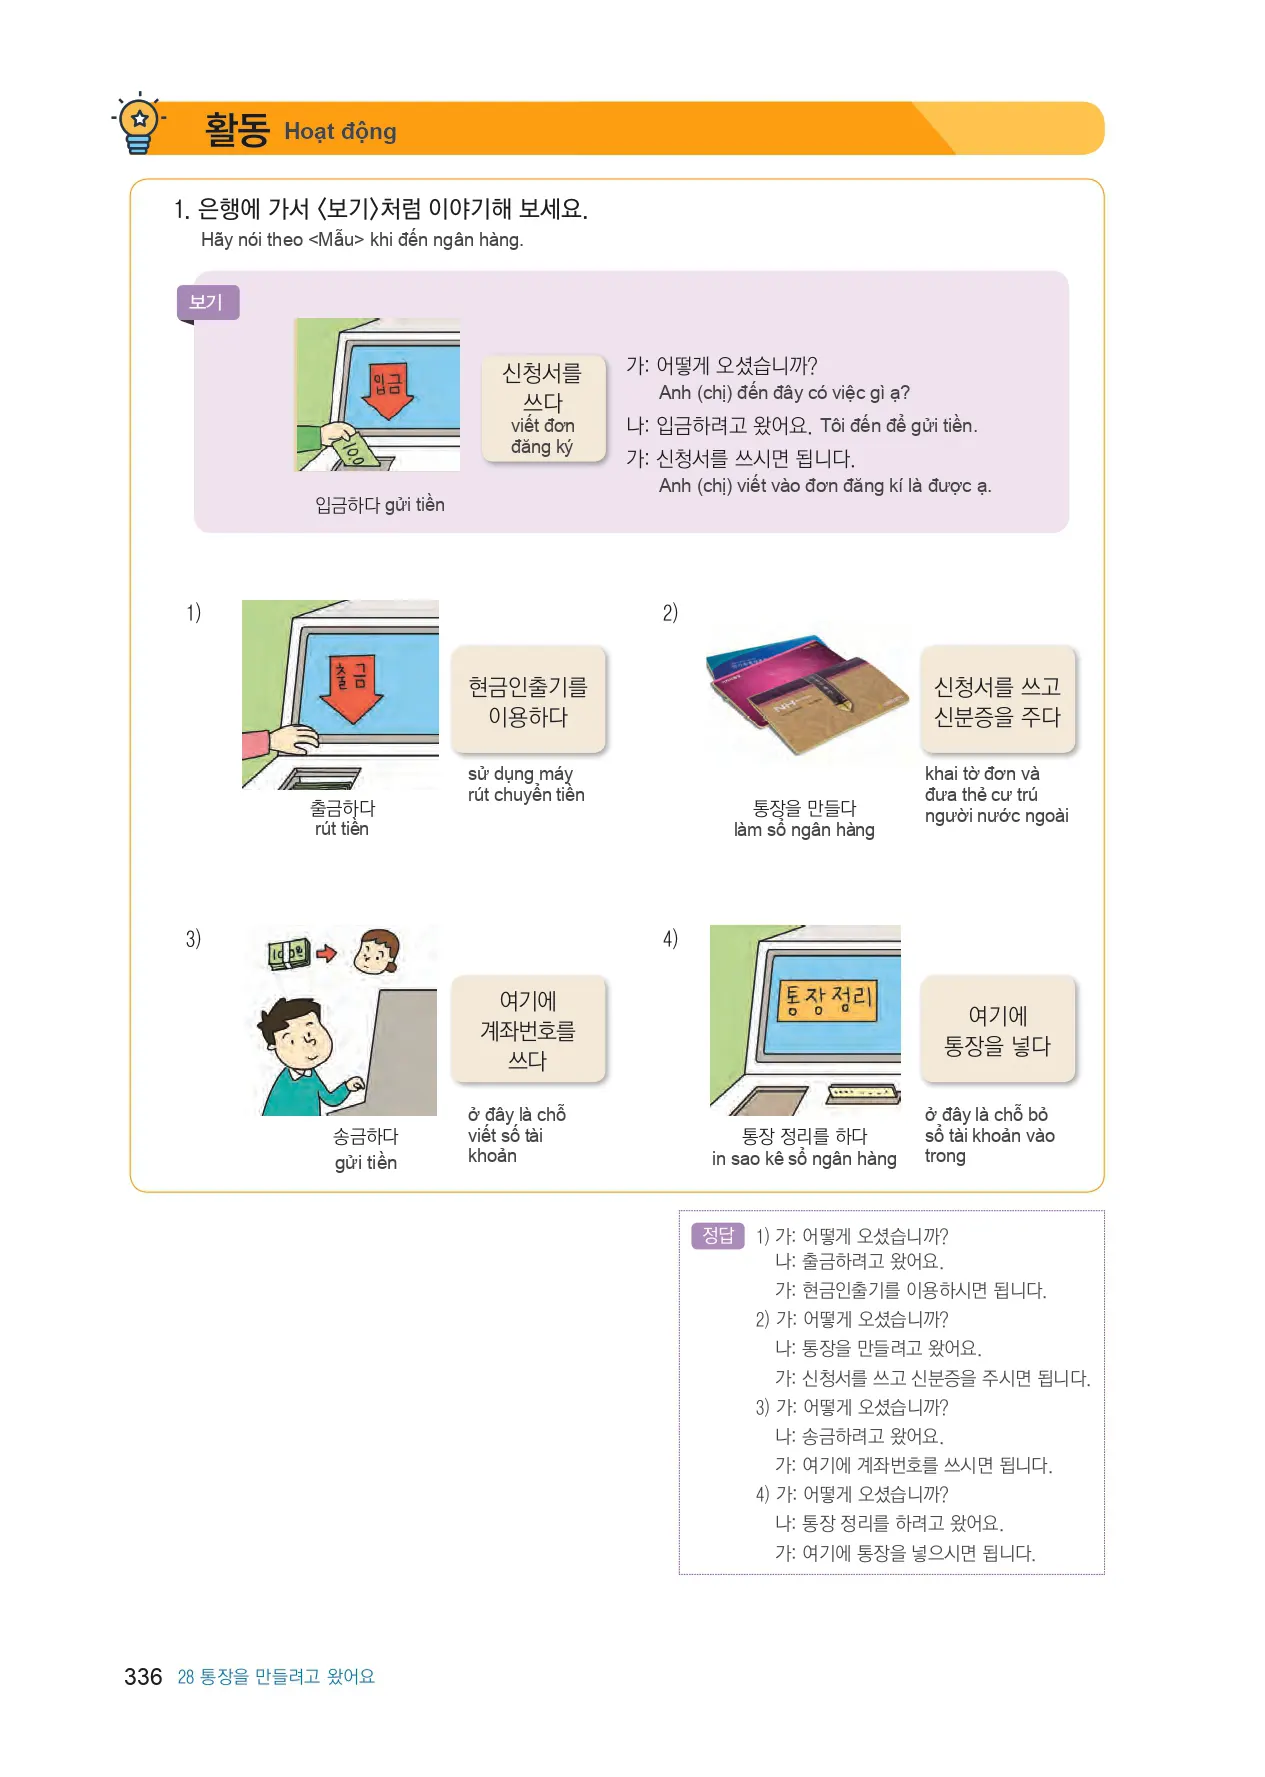 활동 Hoạt động
1. 은행에 가서 〈보기〉처럼 이야기해 보세요.
Hãy nói theo <Mẫu> khi đến ngân hàng.
보기
입금
10.0
입금하다 gửi tiền
신청서를
쓰다
viết đơn
đăng ký
가: 어떻게 오셨습니까?
Anh (chị) đến đây có việc gì ạ?
나: 입금하려고 왔어요. Tôi đến để gửi tiền.
가: 신청서를 쓰시면 됩니다.
Anh (chị) viết vào đơn đăng kí là được ạ.
1)
출금
출금하다
rút tiền
현금인출기를
이용하다
sử dụng máy
rút chuyển tiền
2)
NH
통장을 만들다
làm sổ ngân hàng
신청서를 쓰고
신분증을 주다
khai tờ đơn và
đưa thẻ cư trú
người nước ngoài
3)
송금하다
gửi tiền
여기에
계좌번호를
쓰다
ở đây là chỗ
viết số tài
khoản
4)
통장정리
통장 정리를 하다
in sao kê sổ ngân hàng
여기에
통장을 넣다
ở đây là chỗ bỏ
sổ tài khoản vào
trong
정답
1) 가: 어떻게 오셨습니까?
나: 출금하려고 왔어요.
가: 현금인출기를 이용하시면 됩니다.
2) 가: 어떻게 오셨습니까?
나: 통장을 만들려고 왔어요.
가: 신청서를 쓰고 신분증을 주시면 됩니다.
3) 가: 어떻게 오셨습니까?
나: 송금하려고 왔어요.
가: 여기에 계좌번호를 쓰시면 됩니다.
4) 가: 어떻게 오셨습니까?
나: 통장 정리를 하려고 왔어요.
가: 여기에 통장을 넣으시면 됩니다.
336 28 통장을 만들려고 왔어요